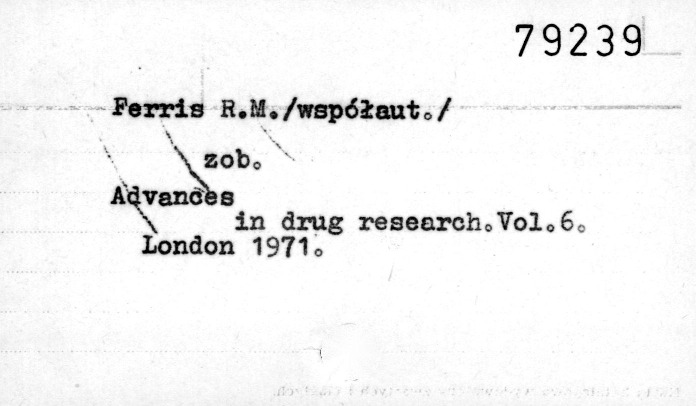 79239
Ferris R.M./współaut./
zob.
Advances
in drug research.Vol.6.
London 1971.